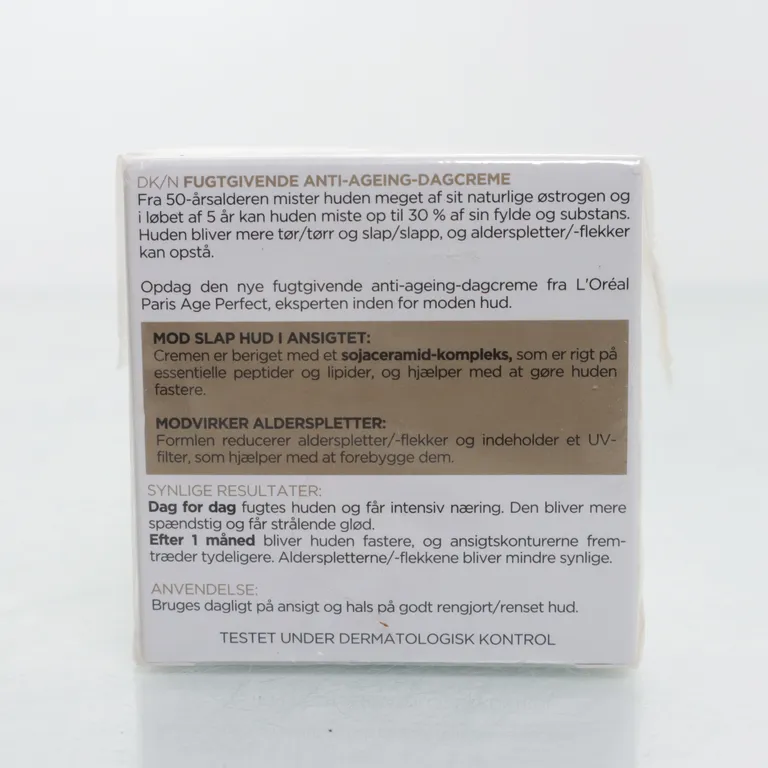 DK/N FUGTGIVENDE ANTI-AGEING-DAGCREME
Fra 50-årsalderen mister huden meget af sit naturlige østrogen og
i løbet af 5 år kan huden miste op til 30 % af sin fylde og substans.
Huden bliver mere tør/tørr og slap/slapp, og alderspletter/-flekker
kan opstå.
Opdag den nye fugtgivende anti-ageing-dagcreme fra L'Oréal
Paris Age Perfect, eksperten inden for moden hud.
MOD SLAP HUD I ANSIGTET:
Cremen er beriget med et sojaceramid-kompleks, som er rigt på
essentielle peptider og lipider, og hjælper med at gøre huden
fastere.
MODVIRKER ALDERSPLETTER:
Formlen reducerer alderspletter/-flekker og indeholder et UV-
filter, som hjælper med at forebygge dem.
SYNLIGE RESULTATER:
Dag for dag fugtes huden og får intensiv næring. Den bliver mere
spændstig og får strålende glød.
Efter 1 måned bliver huden fastere, og ansigtskonturerne frem-
træder tydeligere. Alderspletterne/-flekkene bliver mindre synlige.
ANVENDELSE:
Bruges dagligt på ansigt og hals på godt rengjort/renset hud.
TESTET UNDER DERMATOLOGISK KONTROL